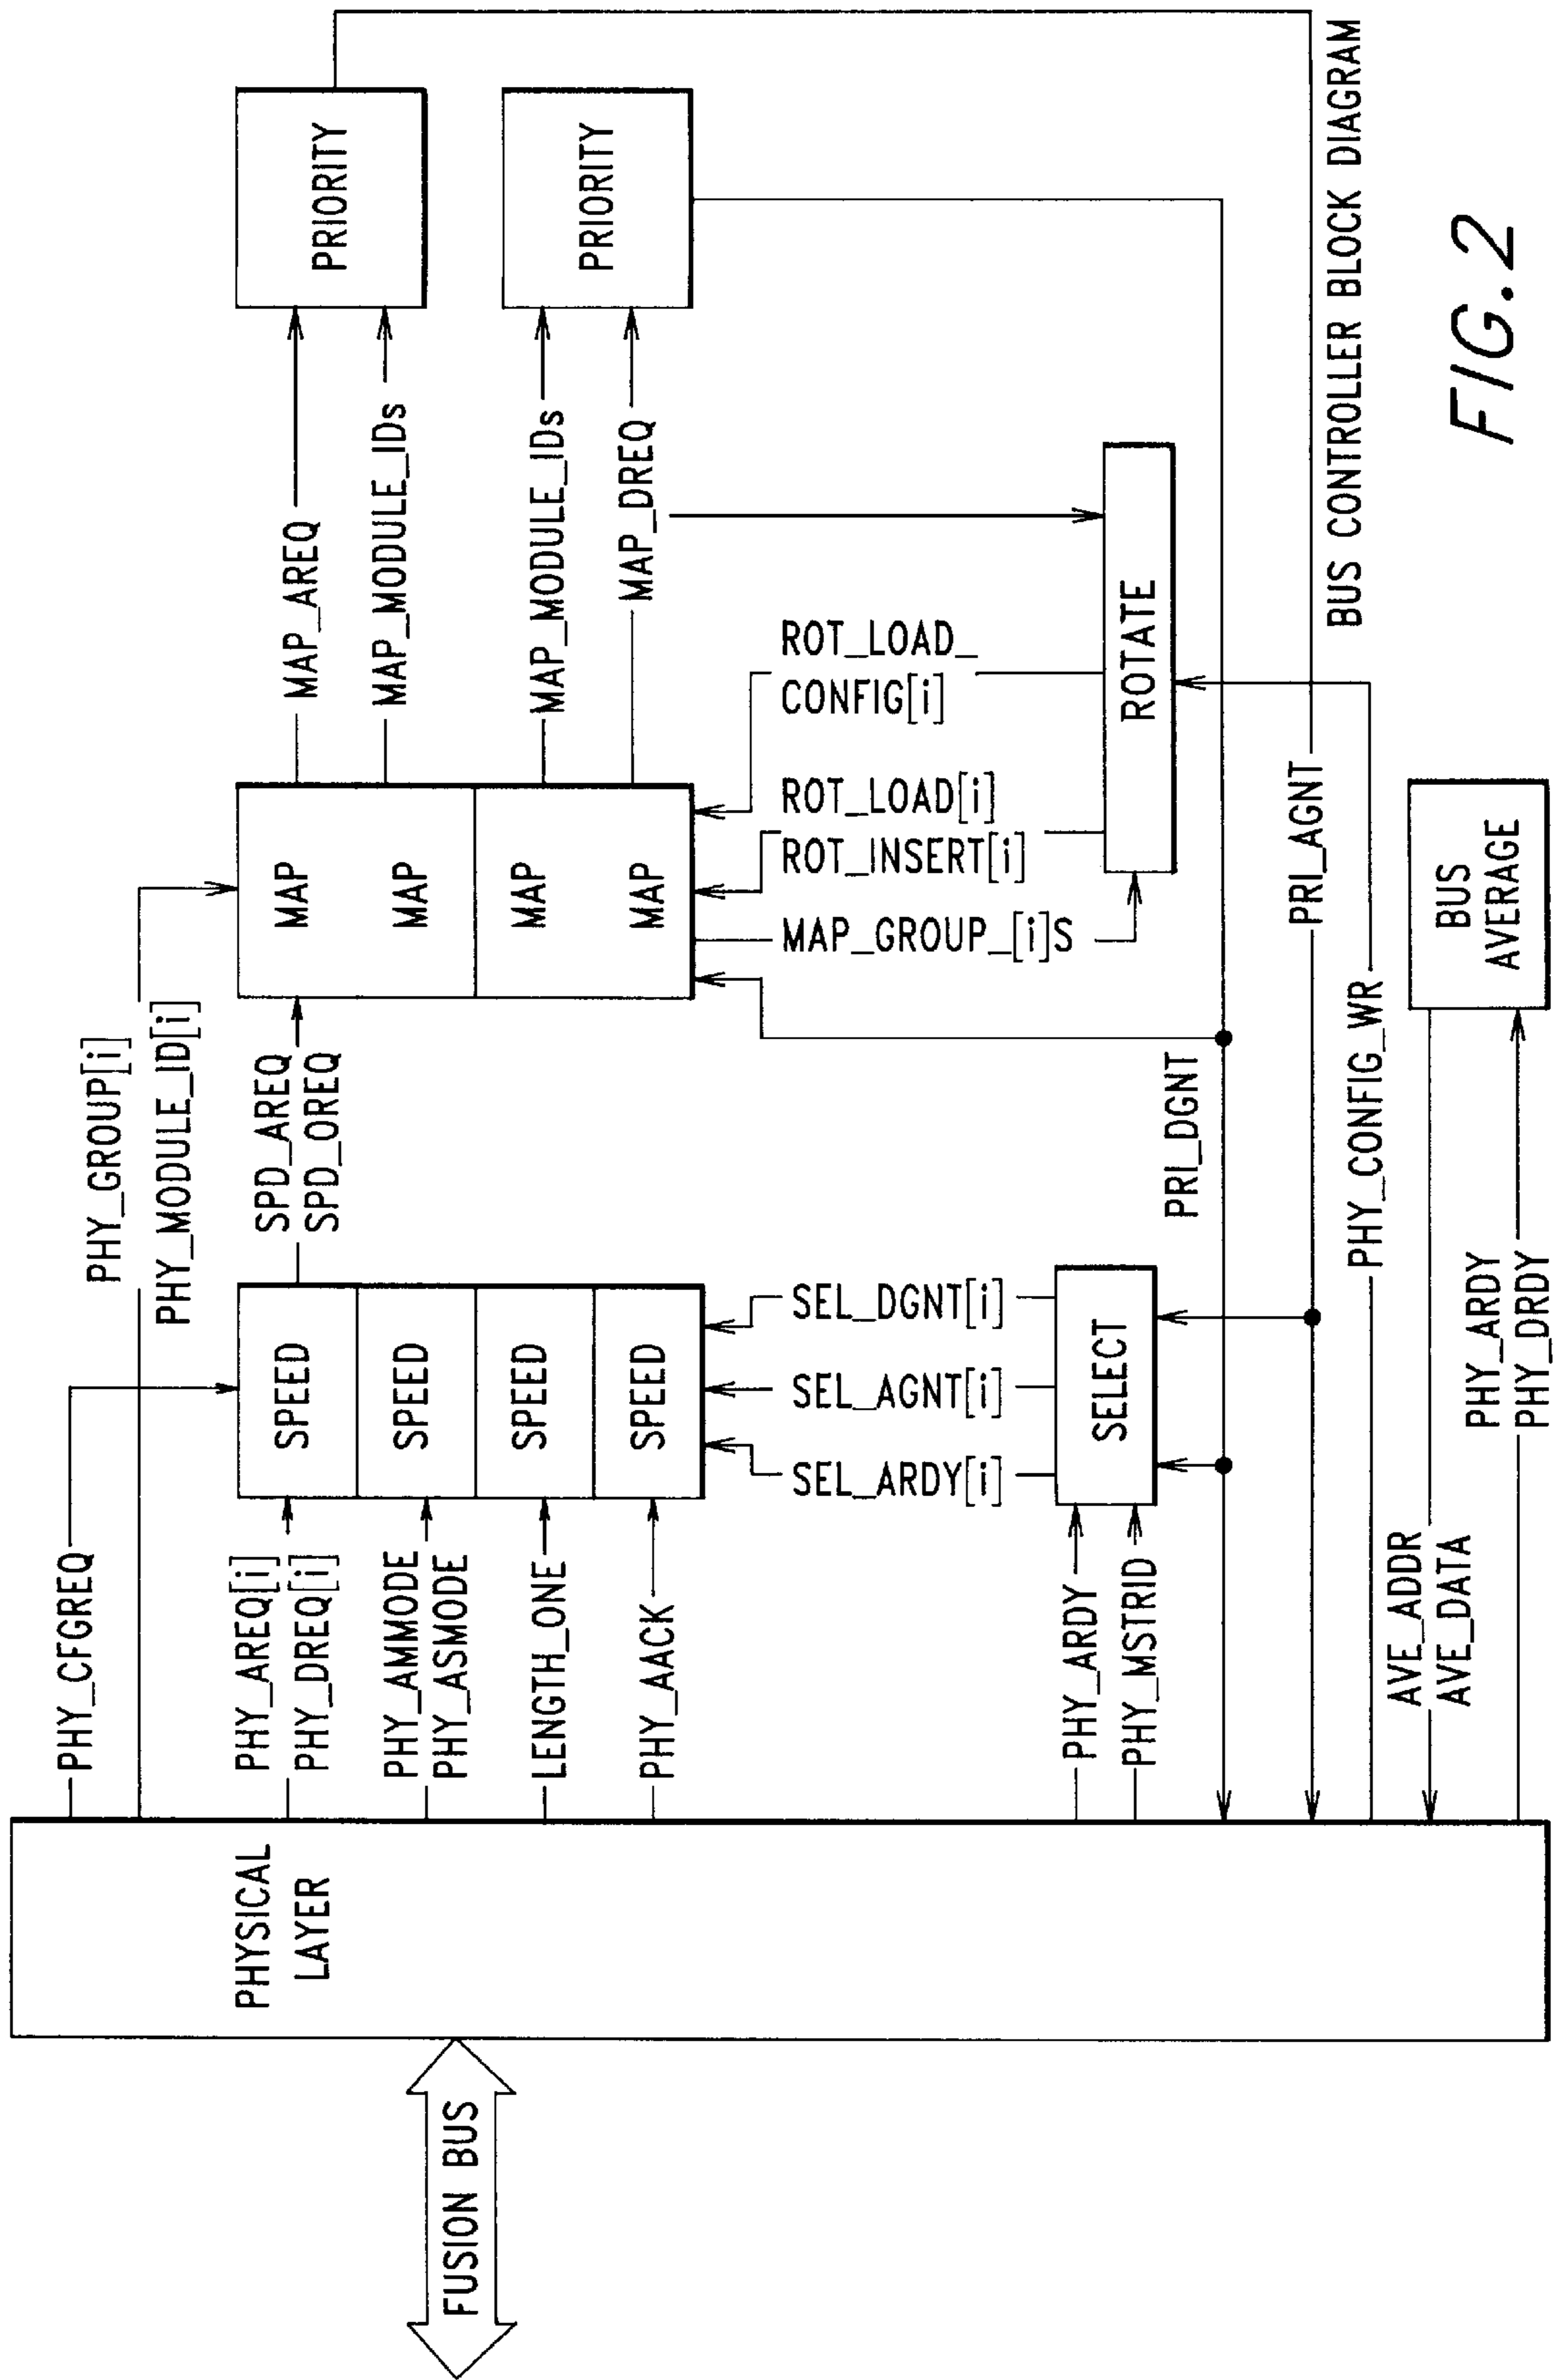 FUSION BUS
PHYSICAL
LAYER
PHY_CFGREQ
PHY_GROUP[i]
PHY_MODULE_ID[i]
PHY_AREQ[i]
PHY_DREQ[i]
PHY_AMMODE
PHY_ASMODE
LENGTH_ONE
PHY_AACK
SPEED
SPEED
SPEED
SPEED
SPD_AREQ
SPD_OREQ
MAP
MAP
MAP
MAP
MAP_AREQ
MAP_MODULE_IDs
MAP_MODULE_IDs
MAP_DREQ
PRIORITY
PRIORITY
SEL_ARDY[i]
SEL_AGNT[i]
SEL_DGNT[i]
PHY_ARDY
PHY_MSTRID
SELECT
MAP_GROUP_[i]S
ROT_LOAD[i]
ROT_INSERT[i]
ROT_LOAD_
CONFIG[i]
ROTATE
PRI_DGNT
PRI_AGNT
PHY_CONFIG_WR
AVE_ADDR
AVE_DATA
PHY_ARDY
PHY_DRDY
BUS
AVERAGE
BUS CONTROLLER BLOCK DIAGRAM
FIG.2